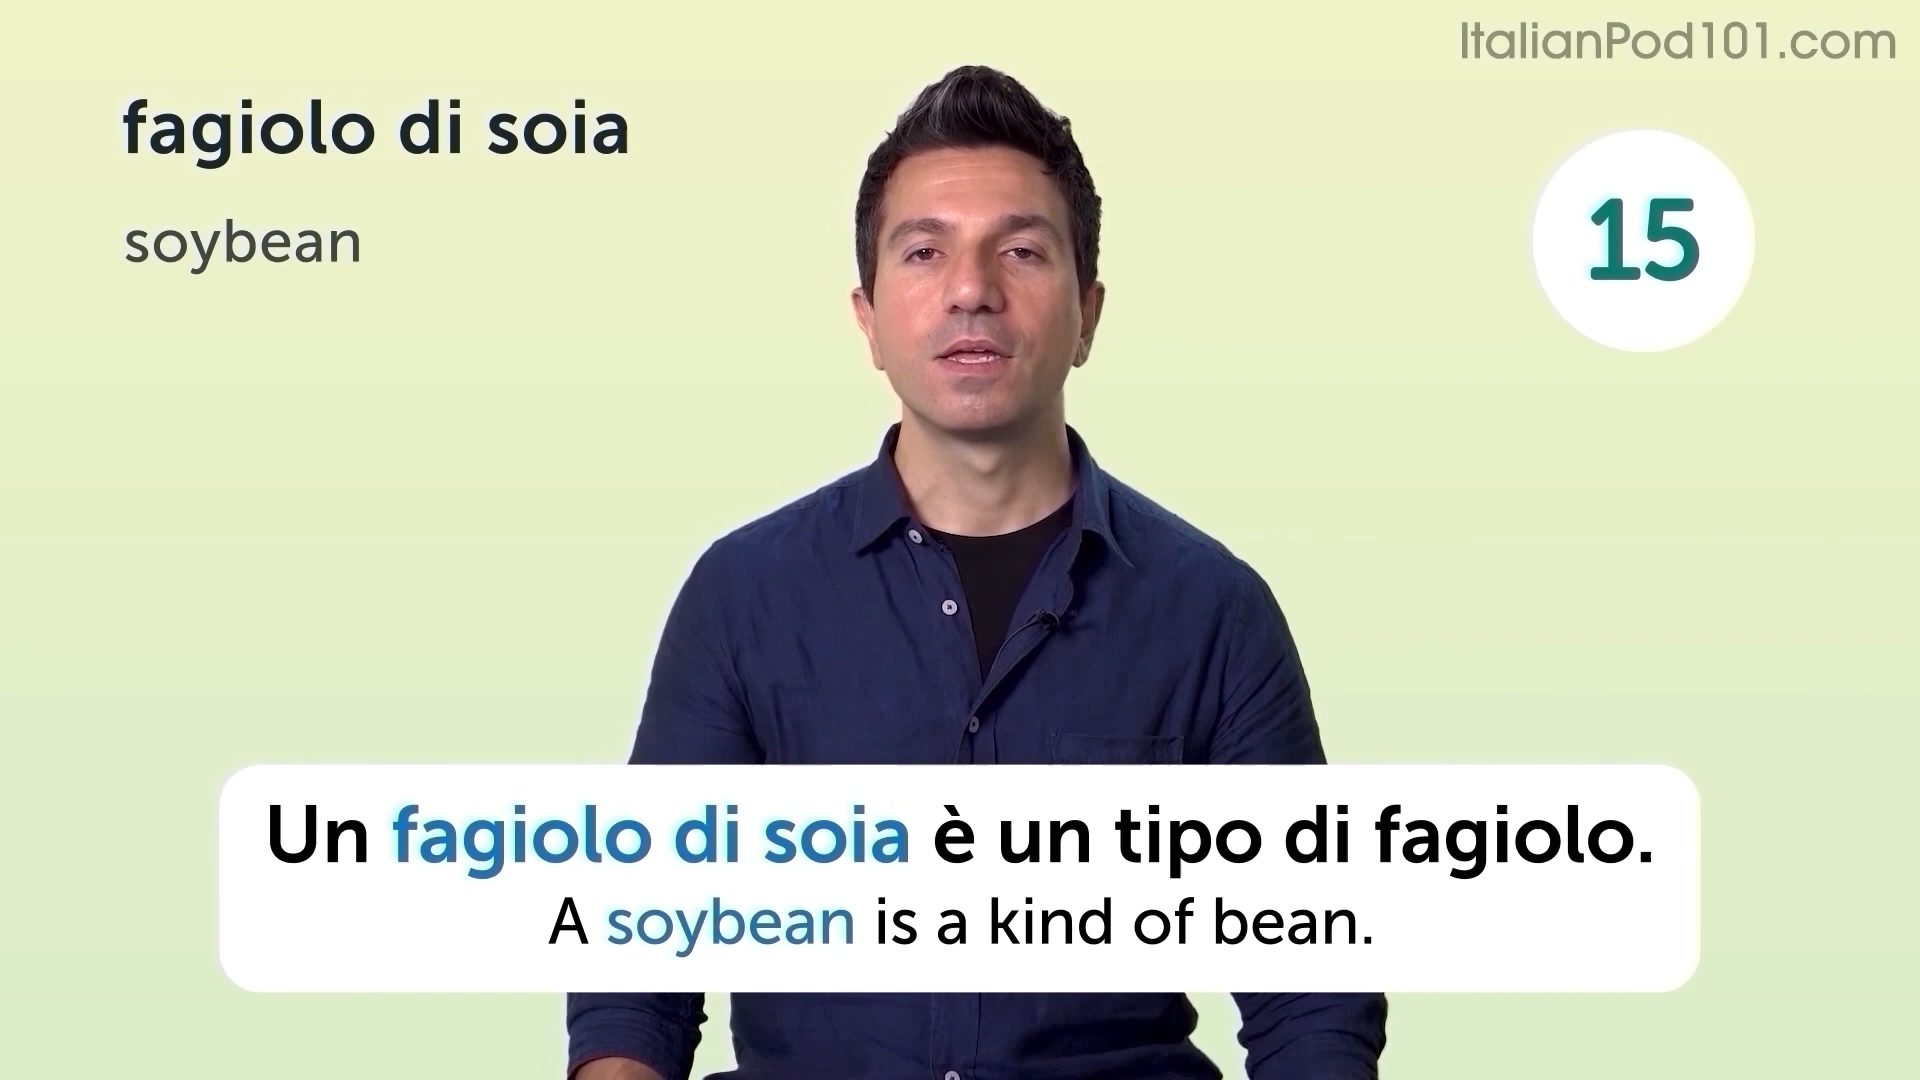 ItalianPod101.com
fagiolo di soia
soybean
15
Un fagiolo di soia è un tipo di fagiolo.
A soybean is a kind of bean.